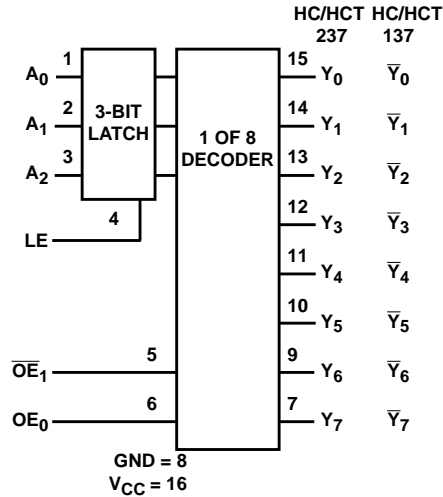 HC/HCT HC/HCT
237 137
1 15
A₀ Y₀ Y̅₀
2 3-BIT 14
A₁ LATCH Y₁ Y̅₁
1 OF 8
DECODER
3 13
A₂ Y₂ Y̅₂
4 12
Y₃ Y̅₃
LE
11
Y₄ Y̅₄
10
Y₅ Y̅₅
5 9
O̅E̅₁ Y₆ Y̅₆
6 7
OE₀ Y₇ Y̅₇
GND = 8
V_CC = 16